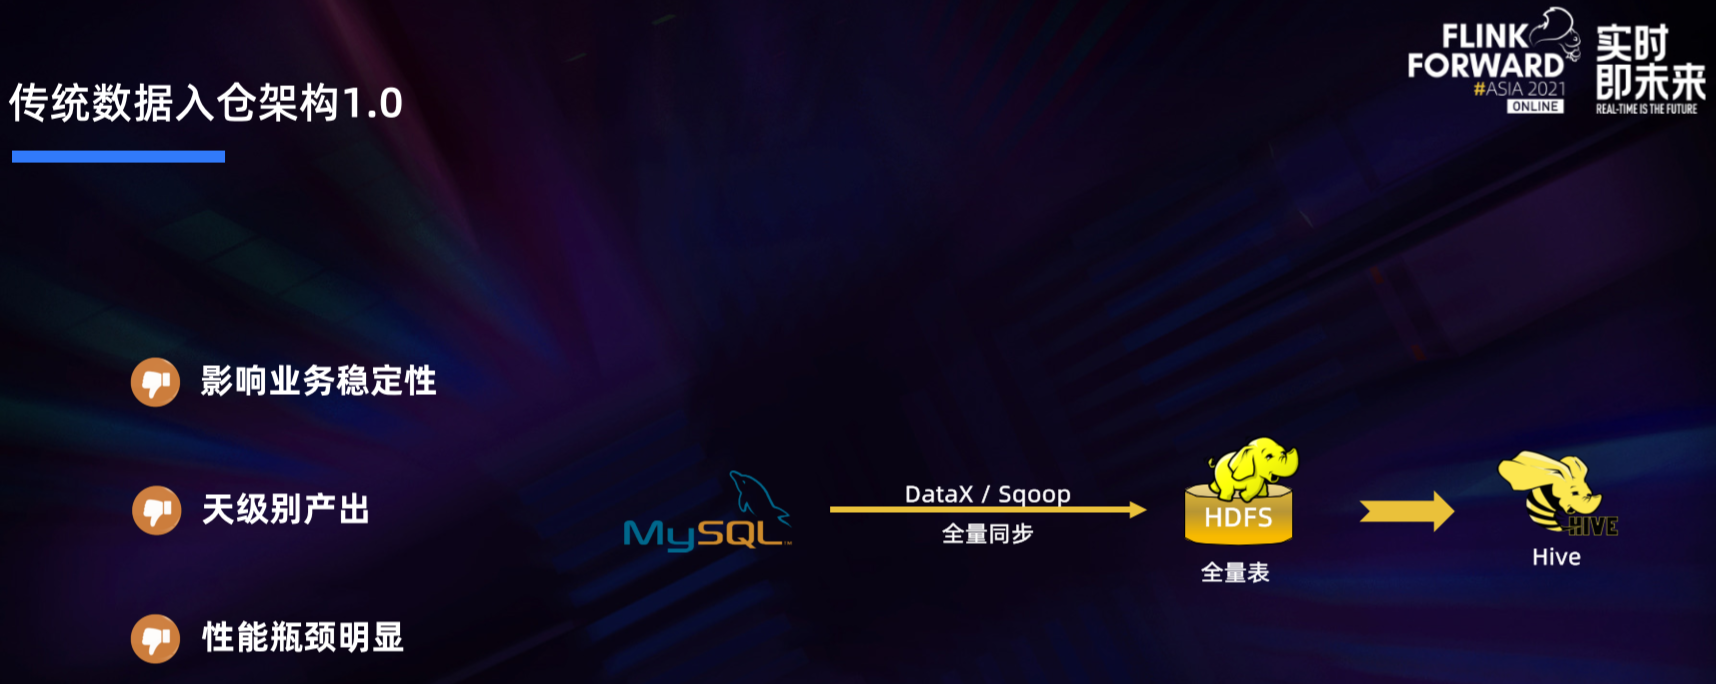 传统数据入仓架构1.0
FLINK
FORWARD
#ASIA 2021
ONLINE
实时
即未来
REAL-TIME IS THE FUTURE
影响业务稳定性
天级别产出
性能瓶颈明显
MySQL™
DataX / Sqoop
全量同步
HDFS
全量表
HIVE
Hive